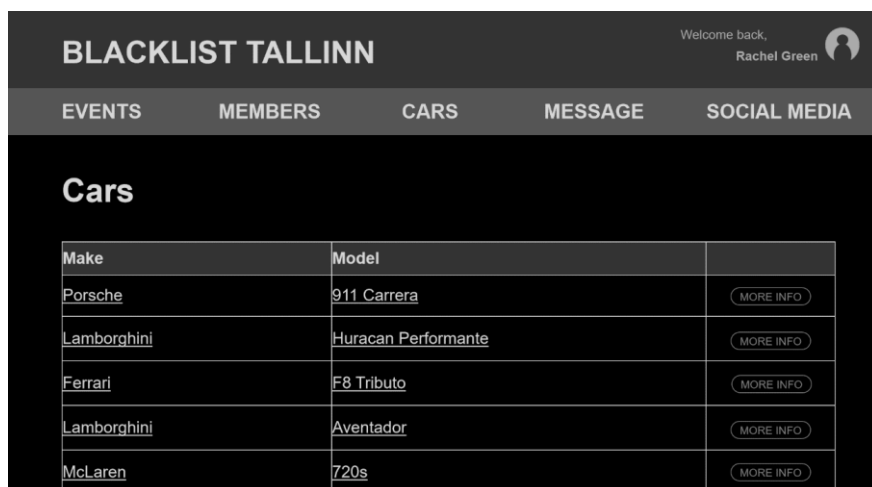 BLACKLIST TALLINN
Welcome back,
Rachel Green
EVENTS MEMBERS CARS MESSAGE SOCIAL MEDIA
Cars
Make Model
Porsche 911 Carrera MORE INFO
Lamborghini Huracan Performante MORE INFO
Ferrari F8 Tributo MORE INFO
Lamborghini Aventador MORE INFO
McLaren 720s MORE INFO